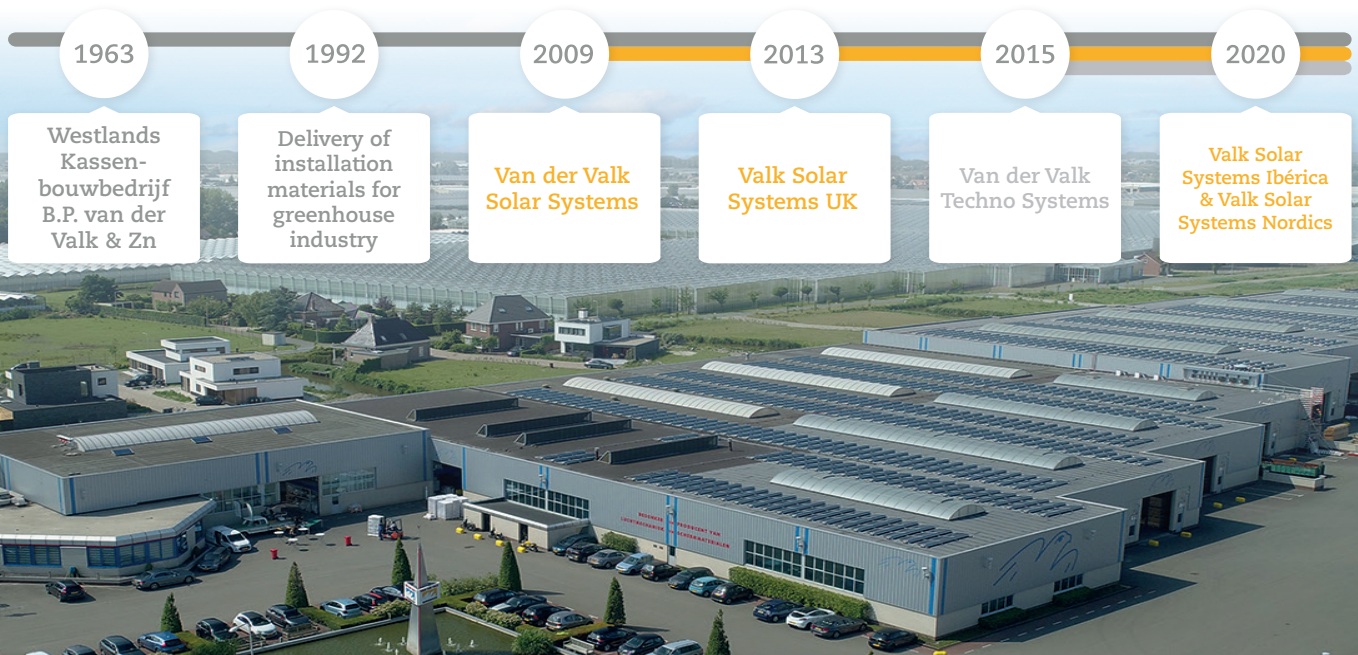 1963
1992
2009
2013
2015
2020
Westlands
Kassen-
bouwbedrijf
B.P. van der
Valk & Zn
Delivery of
installation
materials for
greenhouse
industry
Van der Valk
Solar Systems
Valk Solar
Systems UK
Van der Valk
Techno Systems
Valk Solar
Systems Ibérica
& Valk Solar
Systems Nordics